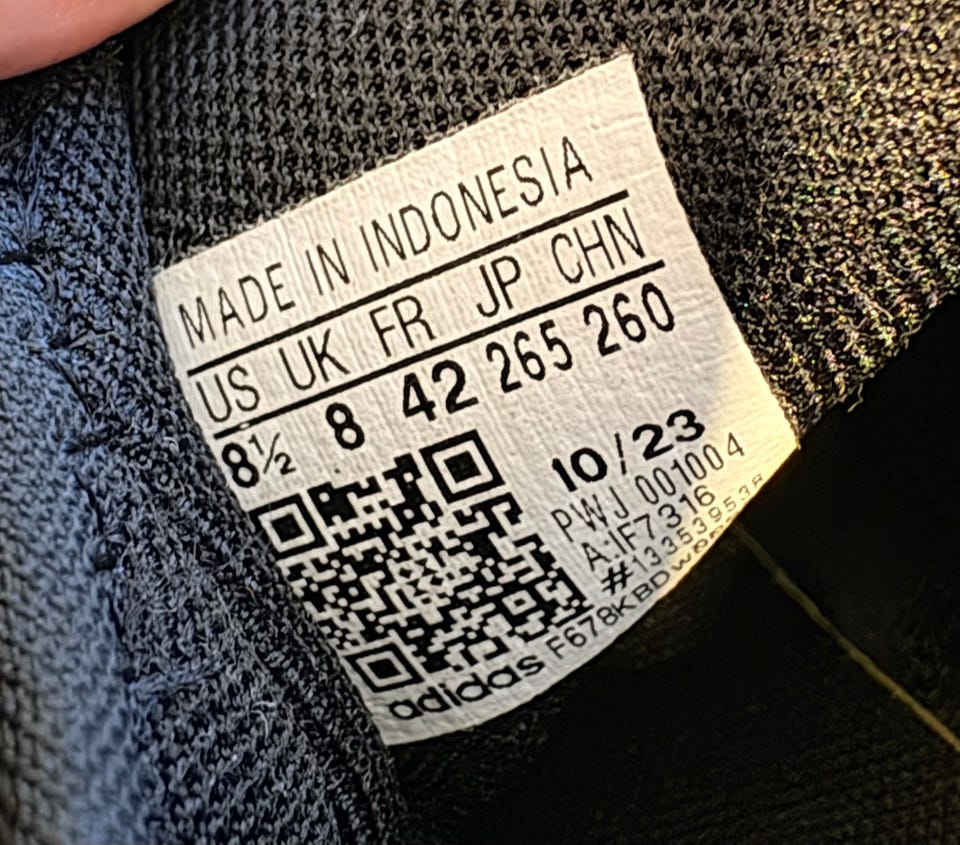 MADE IN INDONESIA
US UK FR JP CHN
8½ 8 42 265 260
10/23
PWJ 001004
A:IF7316
#133539538
adidas